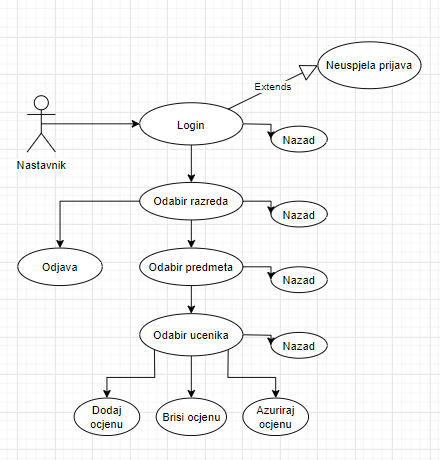 Neuspjela prijava
Extends
Login
Nazad
Nastavnik
Odabir razreda
Nazad
Odjava
Odabir predmeta
Nazad
Odabir ucenika
Nazad
Dodaj
ocjenu
Brisi ocjenu
Azuriraj
ocjenu